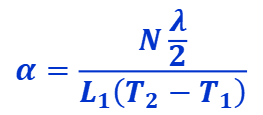 α = N λ/2 / L₁(T₂ − T₁)